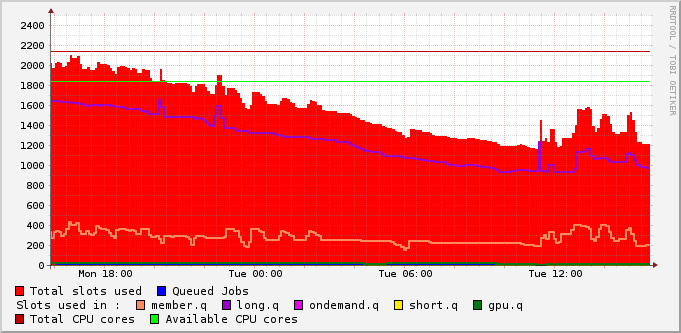 RRDTOOL / TOBI OETIKER
2400
2200
2000
1800
1600
1400
1200
1000
800
600
400
200
0
Mon 18:00 Tue 00:00 Tue 06:00 Tue 12:00
Total slots used Queued Jobs
Slots used in : member.q long.q ondemand.q short.q gpu.q
Total CPU cores Available CPU cores